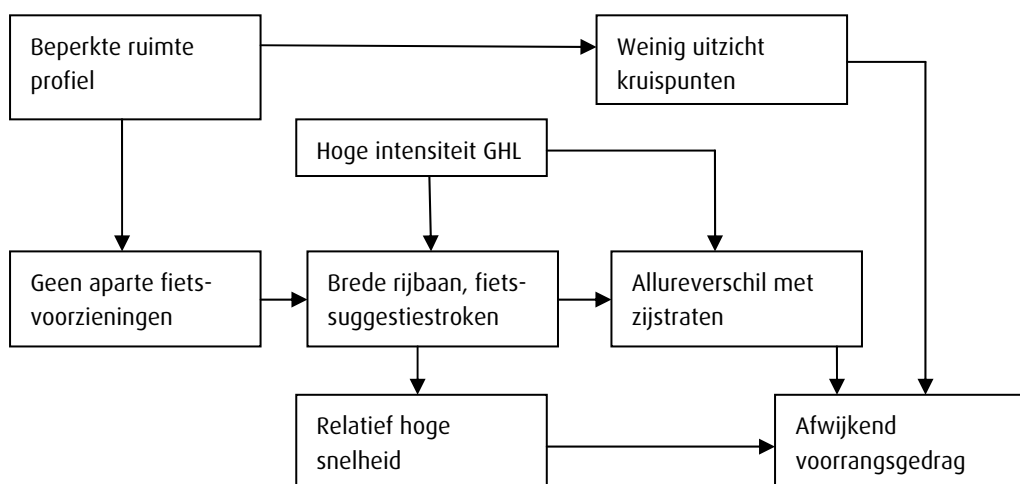 Beperkte ruimte
profiel
Weinig uitzicht
kruispunten
Hoge intensiteit GHL
Geen aparte fiets-
voorzieningen
Brede rijbaan, fiets-
suggestiestroken
Allureverschil met
zijstraten
Relatief hoge
snelheid
Afwijkend
voorrangsgedrag